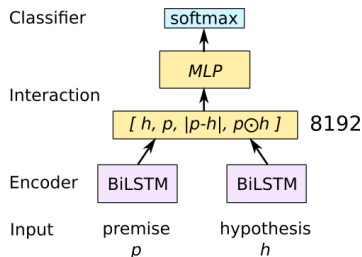 Classifier softmax
MLP
Interaction
[ h, p, |p-h|, p⊙h ] 8192
Encoder BiLSTM BiLSTM
Input premise hypothesis
p h